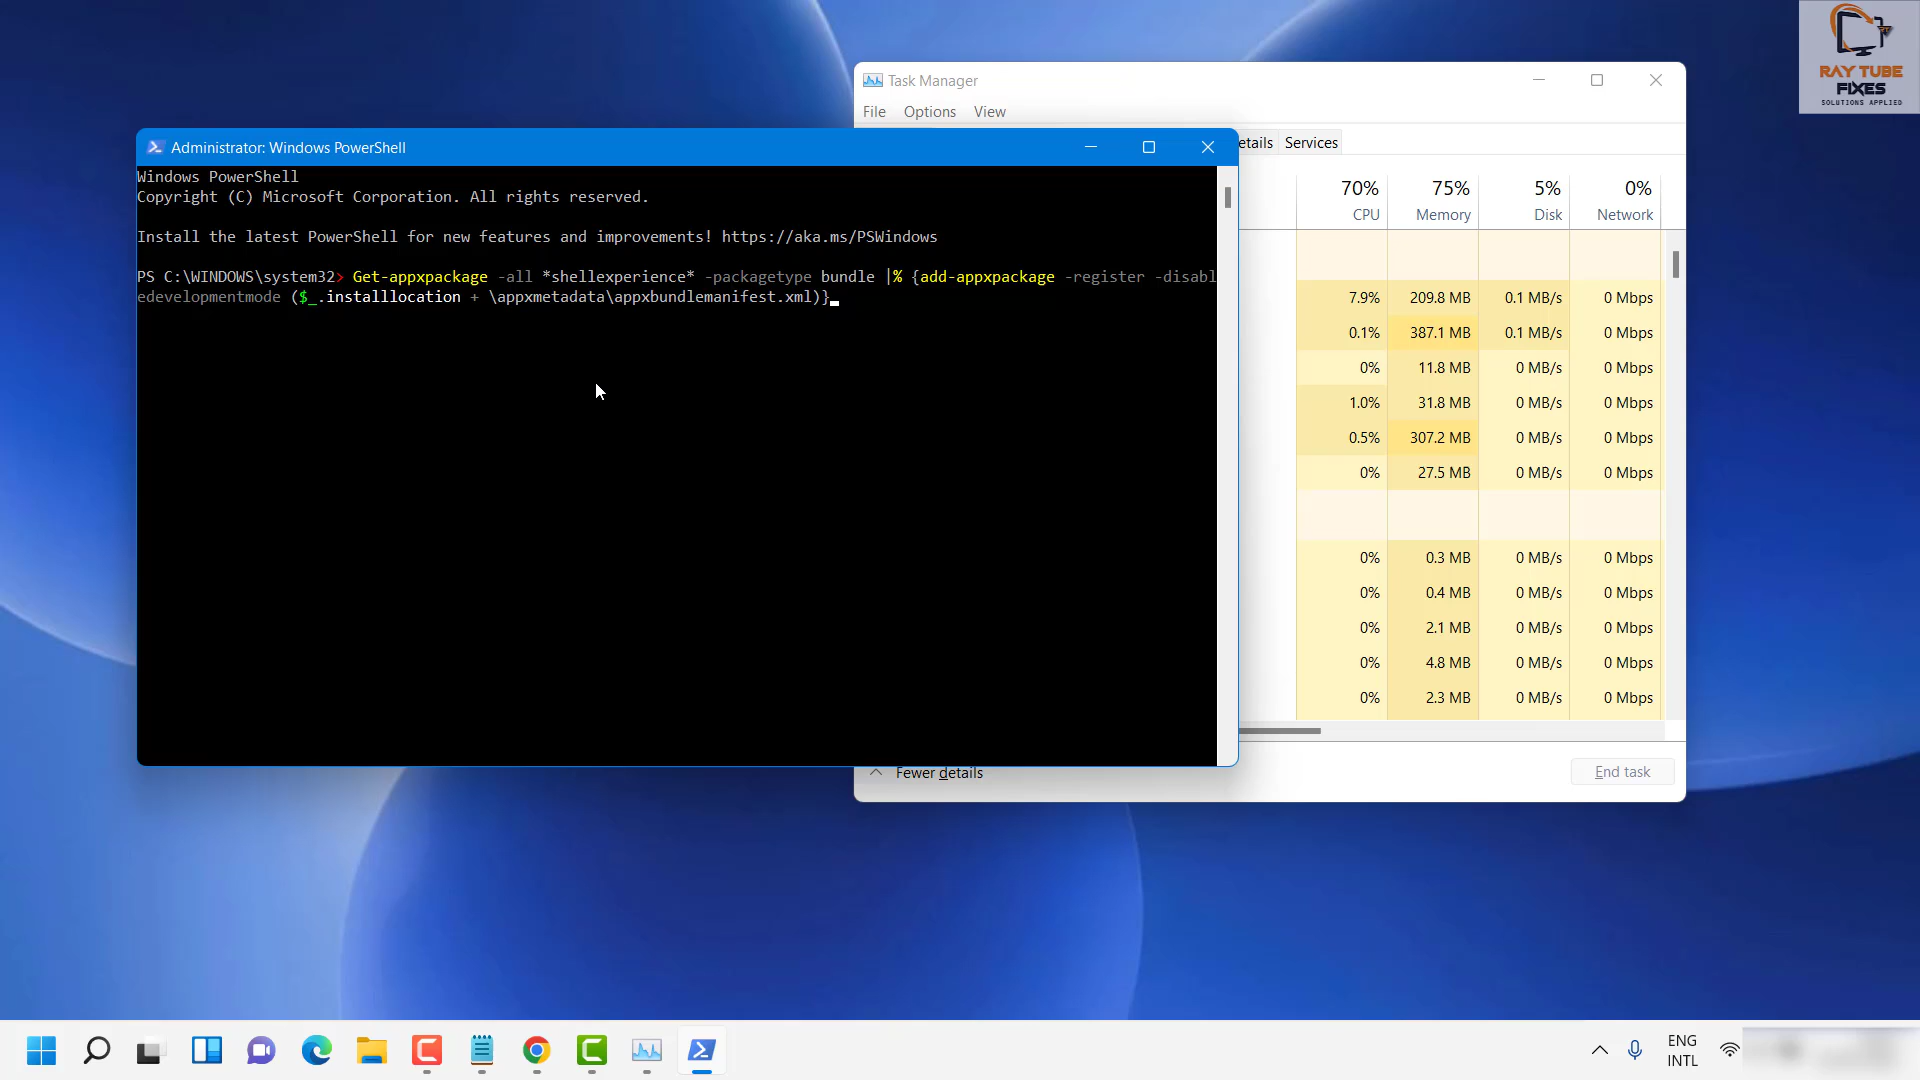 RAY TUBE
FIXES
SOLUTIONS APPLIED
Task Manager
File Options View
Administrator: Windows PowerShell
etails Services
Windows PowerShell
Copyright (C) Microsoft Corporation. All rights reserved.
Install the latest PowerShell for new features and improvements! https://aka.ms/PSWindows
PS C:\WINDOWS\system32> Get-appxpackage -all *shellexperience* -packagetype bundle |% {add-appxpackage -register -disabl
edevelopmentmode ($_.installlocation + \appxmetadata\appxbundlemanifest.xml)}
70% 75% 5% 0%
CPU Memory Disk Network
7.9% 209.8 MB 0.1 MB/s 0 Mbps
0.1% 387.1 MB 0.1 MB/s 0 Mbps
0% 11.8 MB 0 MB/s 0 Mbps
1.0% 31.8 MB 0 MB/s 0 Mbps
0.5% 307.2 MB 0 MB/s 0 Mbps
0% 27.5 MB 0 MB/s 0 Mbps
0% 0.3 MB 0 MB/s 0 Mbps
0% 0.4 MB 0 MB/s 0 Mbps
0% 2.1 MB 0 MB/s 0 Mbps
0% 4.8 MB 0 MB/s 0 Mbps
0% 2.3 MB 0 MB/s 0 Mbps
Fewer details
End task
ENG
INTL